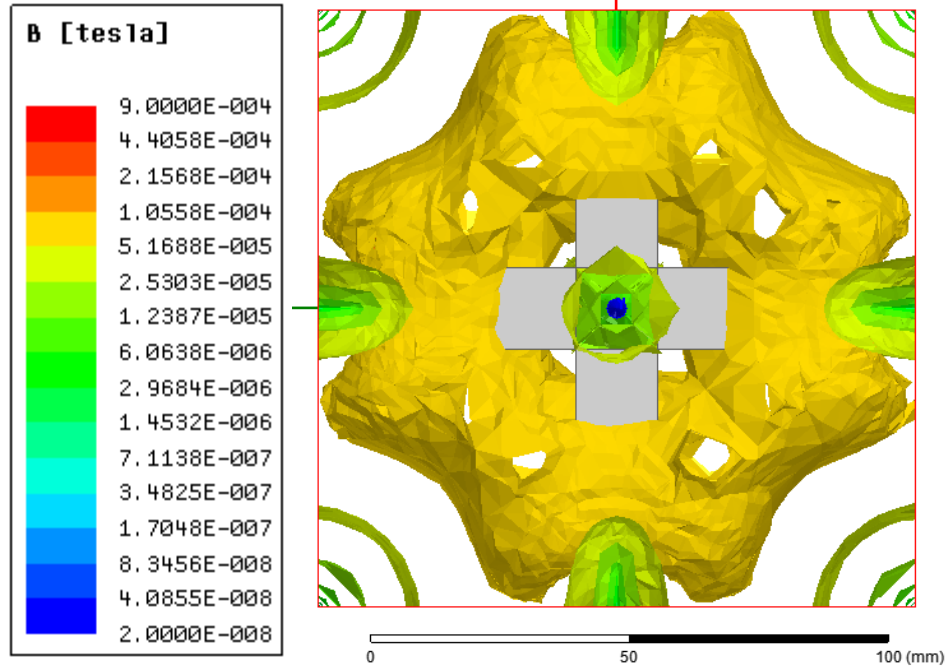 B [tesla]
9.0000E-004
4.4058E-004
2.1568E-004
1.0558E-004
5.1688E-005
2.5303E-005
1.2387E-005
6.0638E-006
2.9684E-006
1.4532E-006
7.1138E-007
3.4825E-007
1.7048E-007
8.3456E-008
4.0855E-008
2.0000E-008
0 50 100 (mm)